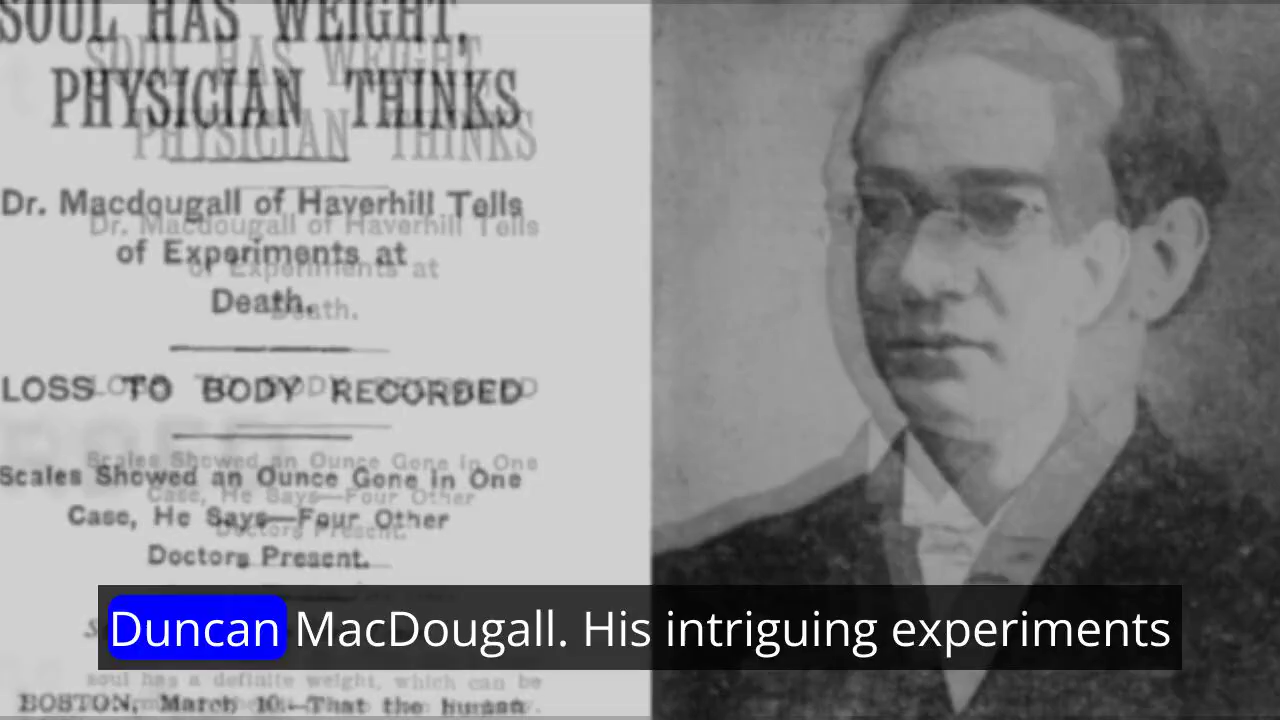 SOUL HAS WEIGHT,
PHYSICIAN THINKS
Dr. Macdougall of Haverhill Tells
of Experiments at
Death.
LOSS TO BODY RECORDED
Scales Showed an Ounce Gone in One
Case, He Says—Four Other
Doctors Present.
soul has a definite weight, which can be
BOSTON, March 10.—That the human
Duncan MacDougall. His intriguing experiments